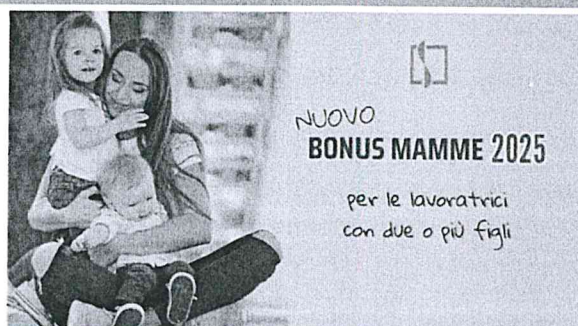 NUOVO
BONUS MAMME 2025
per le lavoratrici
con due o più figli